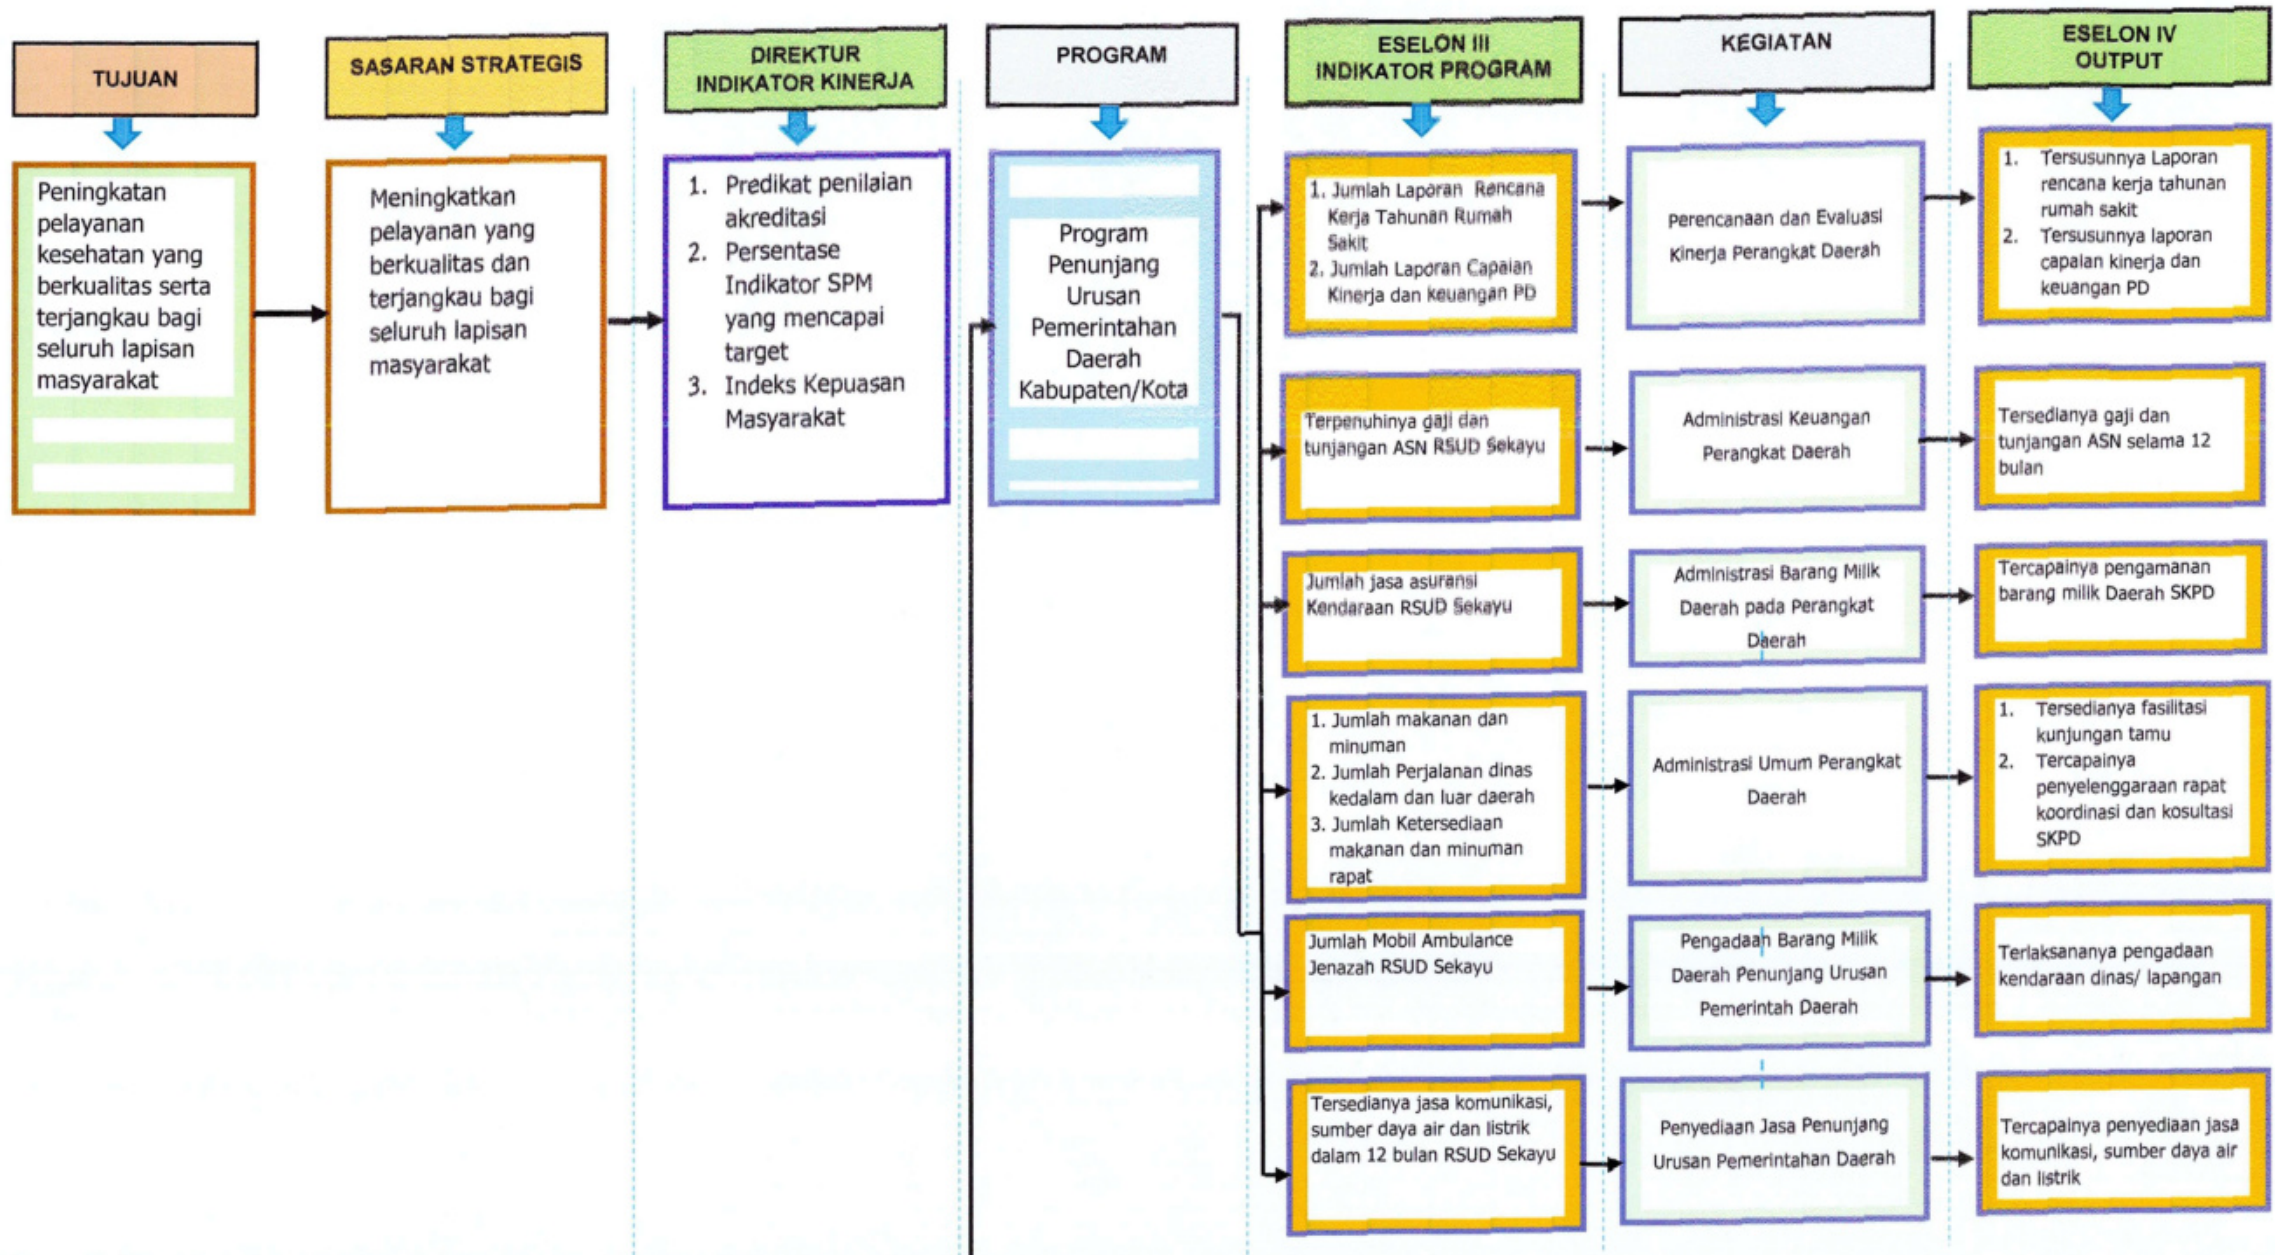 TUJUAN
SASARAN STRATEGIS
DIREKTUR
INDIKATOR KINERJA
PROGRAM
ESELON III
INDIKATOR PROGRAM
KEGIATAN
ESELON IV
OUTPUT
Peningkatan
pelayanan
kesehatan yang
berkualitas serta
terjangkau bagi
seluruh lapisan
masyarakat
Meningkatkan
pelayanan yang
berkualitas dan
terjangkau bagi
seluruh lapisan
masyarakat
1. Predikat penilaian
akreditasi
2. Persentase
Indikator SPM
yang mencapai
target
3. Indeks Kepuasan
Masyarakat
Program
Penunjang
Urusan
Pemerintahan
Daerah
Kabupaten/Kota
1. Jumlah Laporan Rencana
Kerja Tahunan Rumah
Sakit
2. Jumlah Laporan Capaian
Kinerja dan keuangan PD
Perencanaan dan Evaluasi
Kinerja Perangkat Daerah
1. Tersusunnya Laporan
rencana kerja tahunan
rumah sakit
2. Tersusunnya laporan
capaian kinerja dan
keuangan PD
Terpenuhinya gaji dan
tunjangan ASN RSUD Sekayu
Administrasi Keuangan
Perangkat Daerah
Tersedianya gaji dan
tunjangan ASN selama 12
bulan
Jumlah jasa asuransi
Kendaraan RSUD Sekayu
Administrasi Barang Milik
Daerah pada Perangkat
Daerah
Tercapainya pengamanan
barang milik Daerah SKPD
1. Jumlah makanan dan
minuman
2. Jumlah Perjalanan dinas
kedalam dan luar daerah
3. Jumlah Ketersediaan
makanan dan minuman
rapat
Administrasi Umum Perangkat
Daerah
1. Tersedianya fasilitasi
kunjungan tamu
2. Tercapainya
penyelenggaraan rapat
koordinasi dan kosultasi
SKPD
Jumlah Mobil Ambulance
Jenazah RSUD Sekayu
Pengadaan Barang Milik
Daerah Penunjang Urusan
Pemerintah Daerah
Terlaksananya pengadaan
kendaraan dinas/ lapangan
Tersedianya jasa komunikasi,
sumber daya air dan listrik
dalam 12 bulan RSUD Sekayu
Penyediaan Jasa Penunjang
Urusan Pemerintahan Daerah
Tercapainya penyediaan jasa
komunikasi, sumber daya air
dan listrik